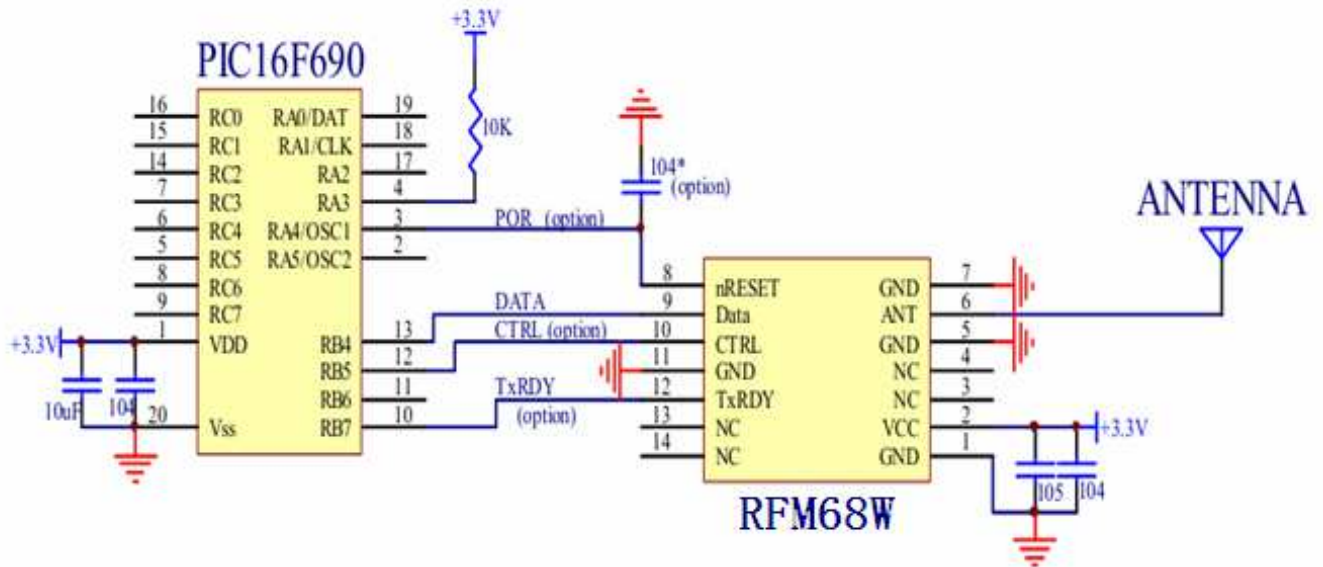 +3.3V
PIC16F690
16 RC0 RA0/DAT 19
15 RC1 RA1/CLK 18
14 RC2 RA2 17
7 RC3 RA3 4
6 RC4 RA4/OSC1 3
5 RC5 RA5/OSC2 2
8 RC6
9 RC7
1 VDD RB4 13
RB5 12
RB6 11
20 Vss RB7 10
+3.3V
10uF
104
10K
104*
(option)
POR (option)
DATA
CTRL (option)
TxRDY
(option)
ANTENNA
8 nRESET GND 7
9 Data ANT 6
10 CTRL GND 5
11 GND NC 4
12 TxRDY NC 3
13 NC VCC 2
14 NC GND 1
+3.3V
105
104
RFM68W